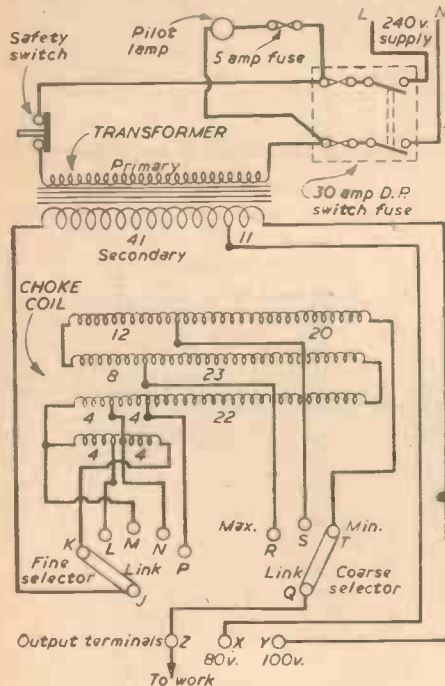 Pilot lamp
5 amp fuse
L
N
240 v. supply
Safety switch
TRANSFORMER
Primary
30 amp D.P. switch fuse
41
11
Secondary
CHOKE COIL
12
20
8
23
4
4
22
4
4
K
L
M
N
P
Max.
R
S
Min.
T
Fine selector
Link
J
Link
Q
Coarse selector
Output terminals
Z
X
Y
80v.
100v.
To work